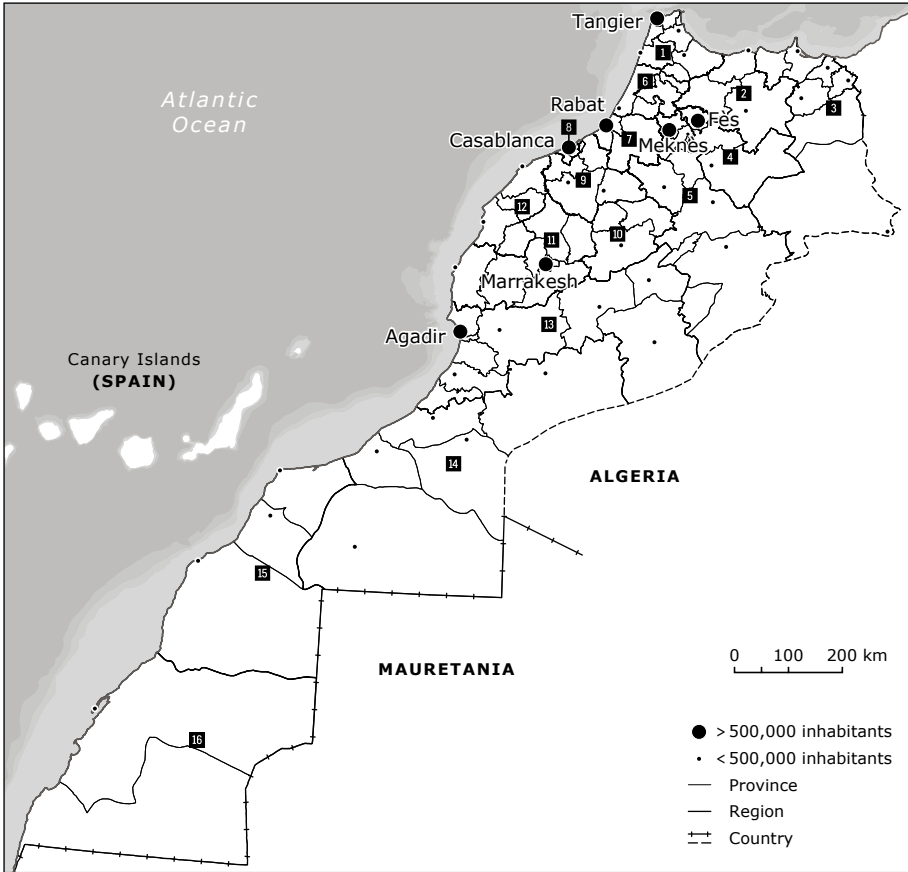 Tangier
1
6
2
3
Atlantic
Ocean
Rabat
Fès
8
7
Meknès
Casablanca
4
9
5
12
11
10
Marrakesh
13
Agadir
Canary Islands
(SPAIN)
14
ALGERIA
15
MAURETANIA
16
0 100 200 km
> 500,000 inhabitants
< 500,000 inhabitants
Province
Region
Country